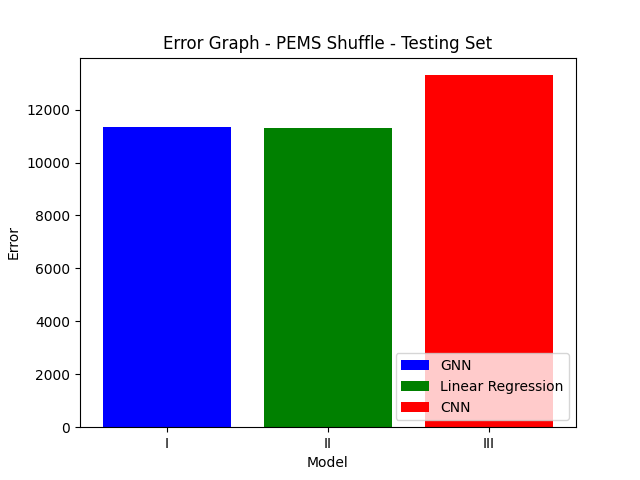 Error Graph - PEMS Shuffle - Testing Set
12000
10000
8000
6000
4000
2000
0
Error
I
II
III
Model
GNN
Linear Regression
CNN